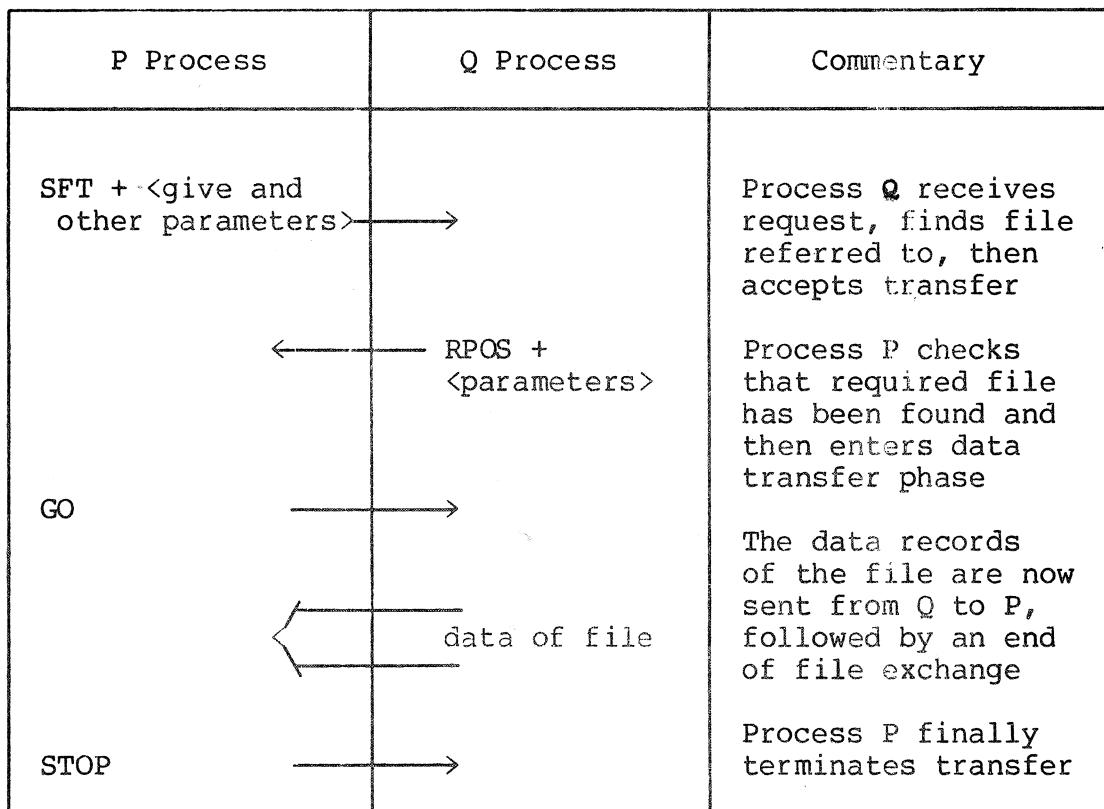 P Process
Q Process
Commentary
SFT + <give and
other parameters>
Process Q receives
request, finds file
referred to, then
accepts transfer
RPOS +
<parameters>
Process P checks
that required file
has been found and
then enters data
transfer phase
GO
The data records
of the file are now
sent from Q to P,
followed by an end
of file exchange
data of file
Process P finally
terminates transfer
STOP